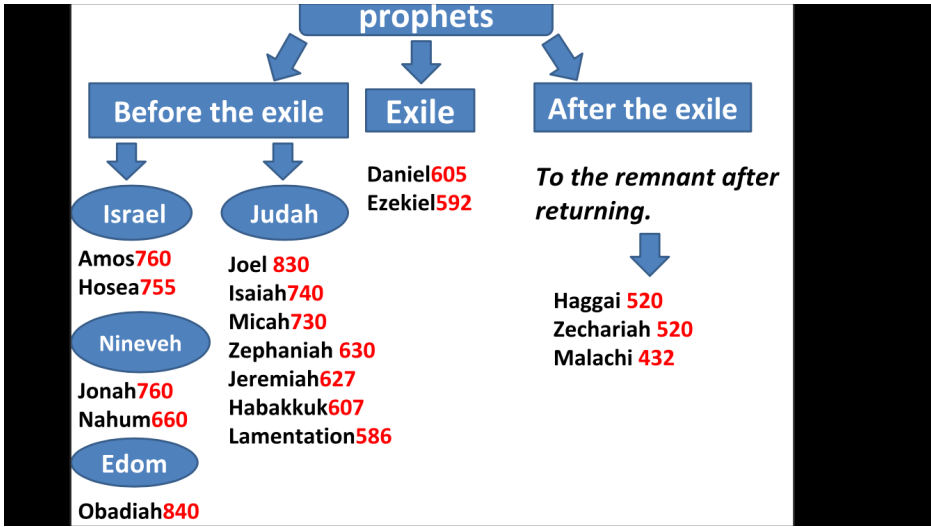 prophets
Before the exile
Exile
After the exile
Israel
Amos760
Hosea755
Nineveh
Jonah760
Nahum660
Edom
Obadiah840
Judah
Joel 830
Isaiah740
Micah730
Zephaniah 630
Jeremiah627
Habakkuk607
Lamentation586
Daniel605
Ezekiel592
To the remnant after
returning.
Haggai 520
Zechariah 520
Malachi 432